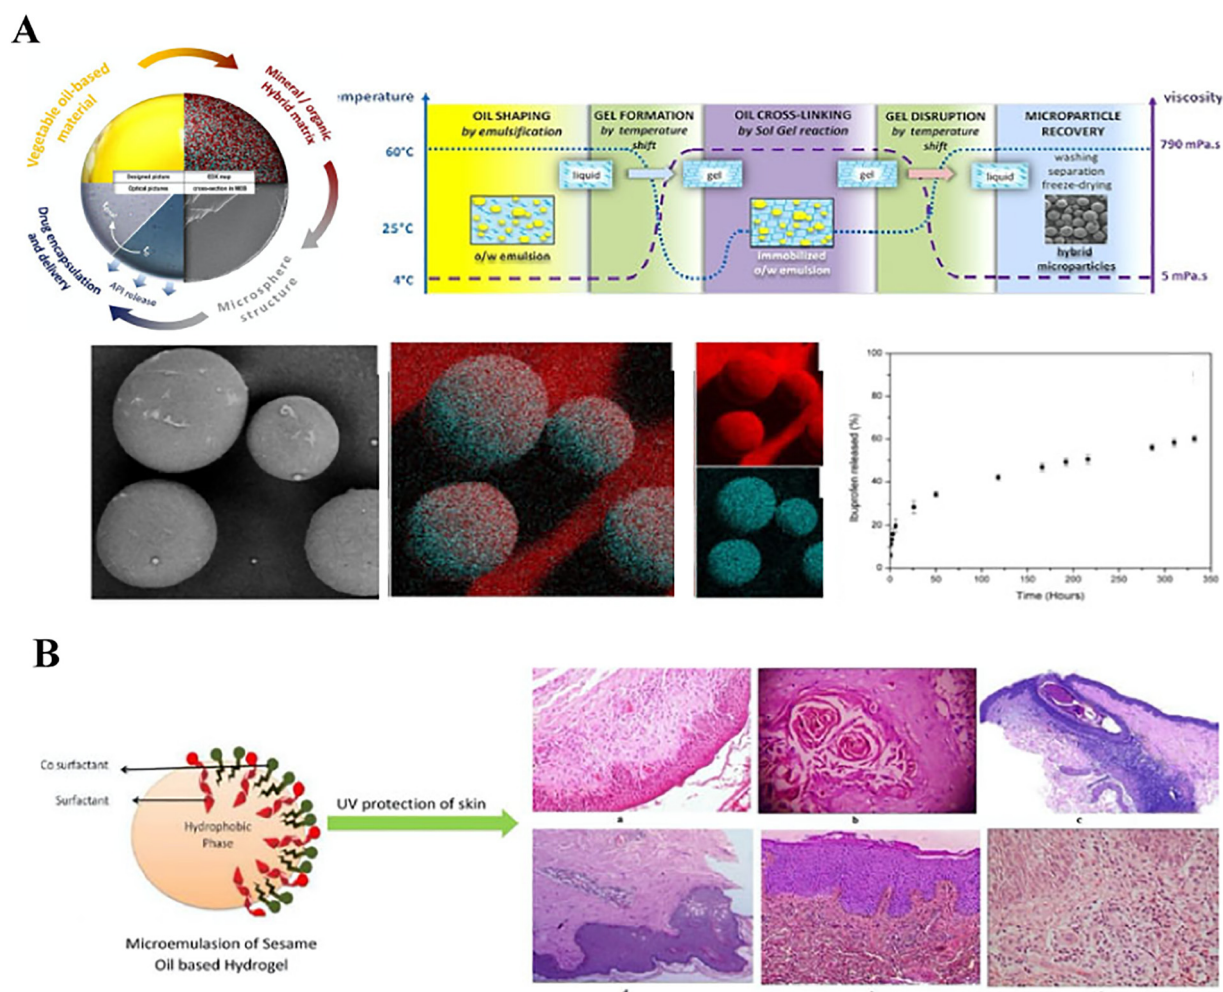 A
Vegetable oil-based
material
Mineral / organic
Hybrid matrix
Designed picture
EDX map
Optical pictures
cross-section in MEB
Drug encapsulation
and delivery
API release
Microsphere
structure
mperature
viscosity
60°C
25°C
4°C
790 mPa.s
5 mPa.s
OIL SHAPING
by emulsification
GEL FORMATION
by temperature
shift
OIL CROSS-LINKING
by Sol Gel reaction
GEL DISRUPTION
by temperature
shift
MICROPARTICLE
RECOVERY
liquid
gel
gel
liquid
washing
separation
freeze-drying
o/w emulsion
immobilized
o/w emulsion
hybrid
microparticles
Ibuprofen released (%)
100
80
60
40
20
0
0 50 100 150 200 250 300 350
Time (Hours)
B
Co surfactant
Surfactant
Hydrophobic
Phase
UV protection of skin
Microemulasion of Sesame
Oil based Hydrogel
a
b
c